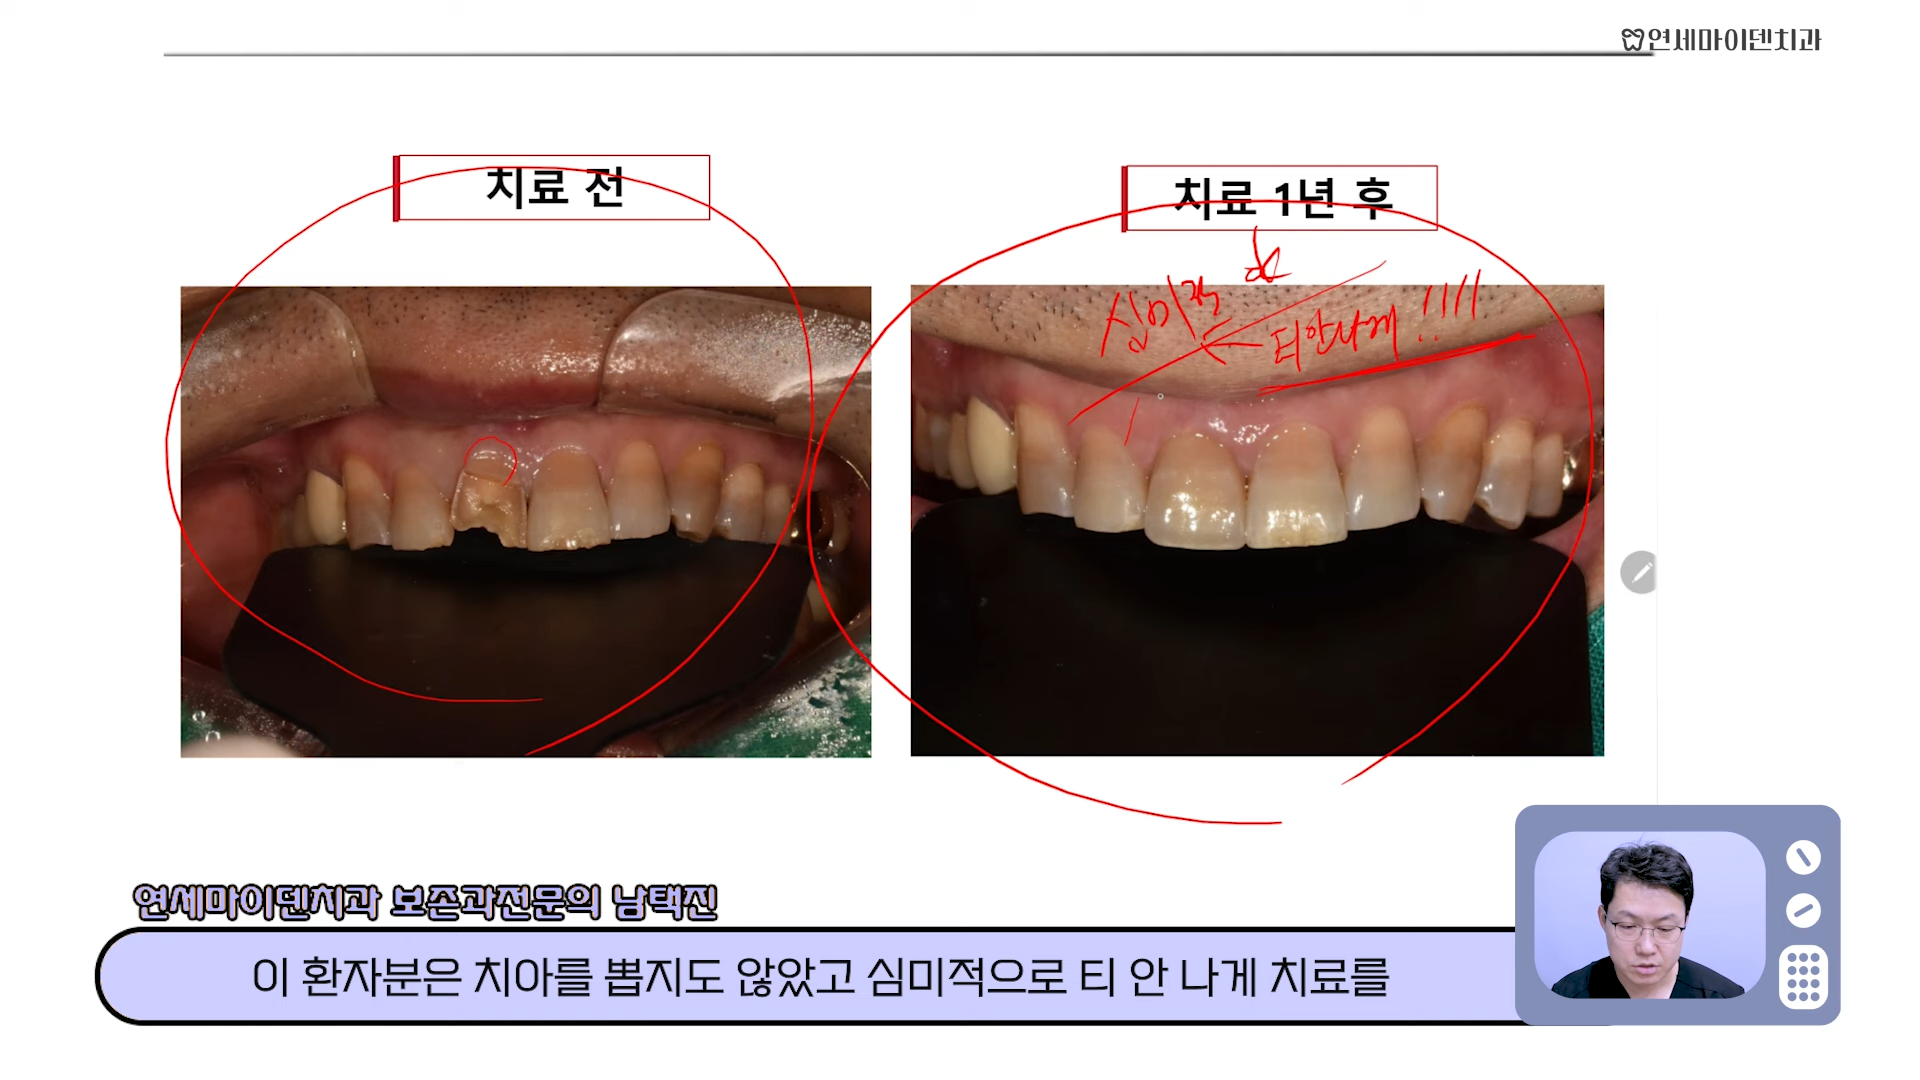 연세마이덴치과
치료 전
치료 1년 후
심미적
티안나게 !!!!
연세마이덴치과 보존과전문의 남택진
이 환자분은 치아를 뽑지도 않았고 심미적으로 티 안 나게 치료를